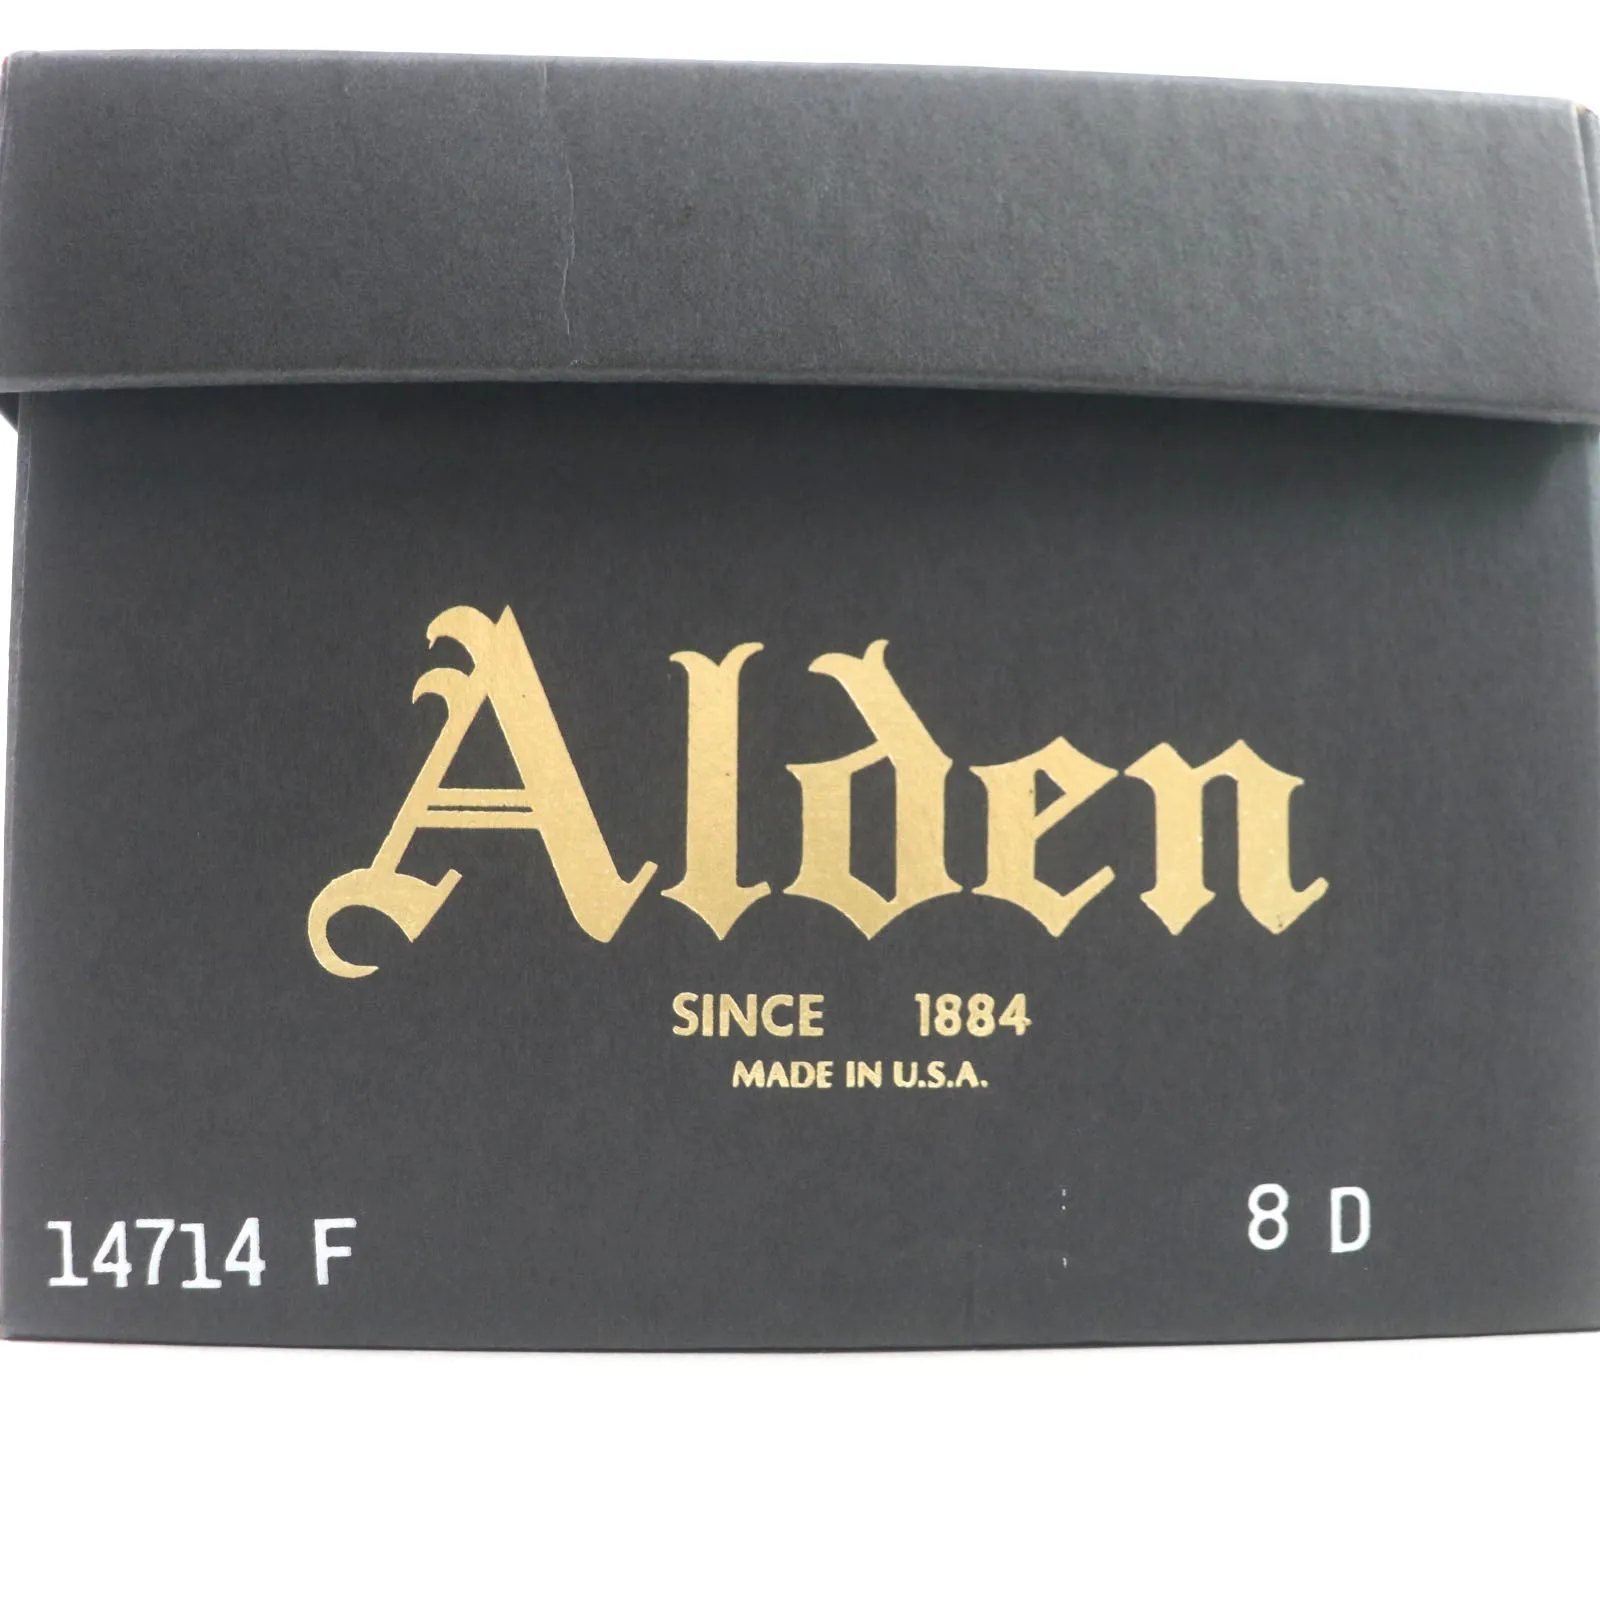 Alden
SINCE 1884
MADE IN U.S.A.
14714 F
8 D